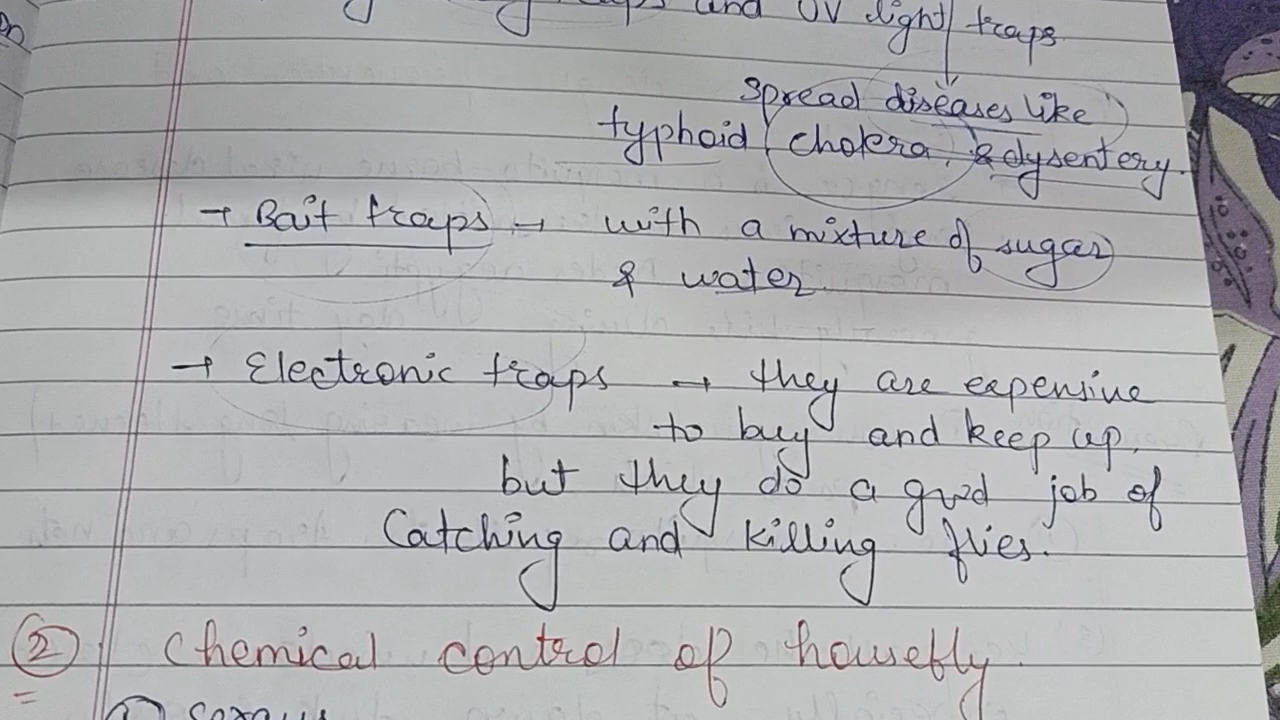 and UV light traps
Spread diseases like
typhoid, cholera, & dysentery.
→ Bait traps → with a mixture of sugar
& water.
→ Electronic traps → they are expensive
to buy and keep up.
but they do a good job of
Catching and killing flies.
② Chemical control of housefly.